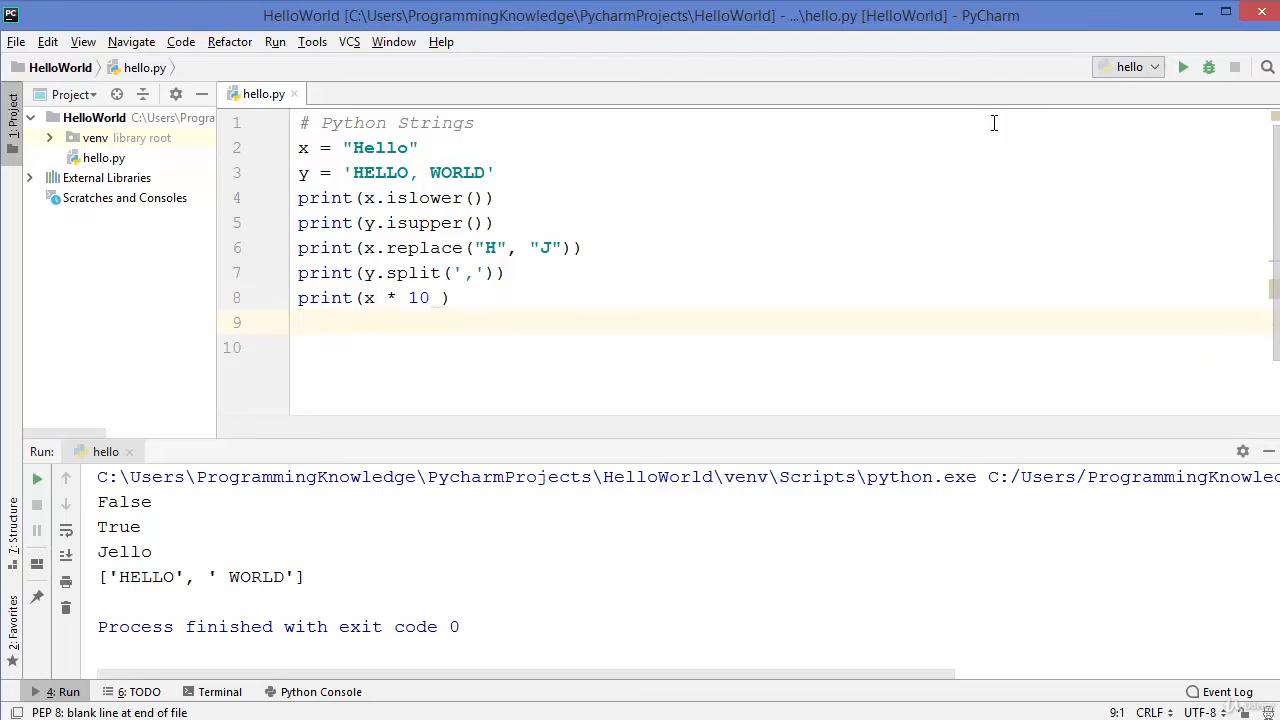 HelloWorld [C:\Users\ProgrammingKnowledge\PycharmProjects\HelloWorld] - ...\hello.py [HelloWorld] - PyCharm
File Edit View Navigate Code Refactor Run Tools VCS Window Help
HelloWorld hello.py hello
1: Project
Project
hello.py
HelloWorld C:\Users\Progra
venv library root
hello.py
External Libraries
Scratches and Consoles
1 # Python Strings
2 x = "Hello"
3 y = 'HELLO, WORLD'
4 print(x.islower())
5 print(y.isupper())
6 print(x.replace("H", "J"))
7 print(y.split(','))
8 print(x * 10 )
9
10
Run: hello
C:\Users\ProgrammingKnowledge\PycharmProjects\HelloWorld\venv\Scripts\python.exe C:/Users/ProgrammingKnowled
False
True
Jello
['HELLO', ' WORLD']
Process finished with exit code 0
7: Structure
2: Favorites
4: Run 6: TODO Terminal Python Console Event Log
PEP 8: blank line at end of file 9:1 CRLF UTF-8